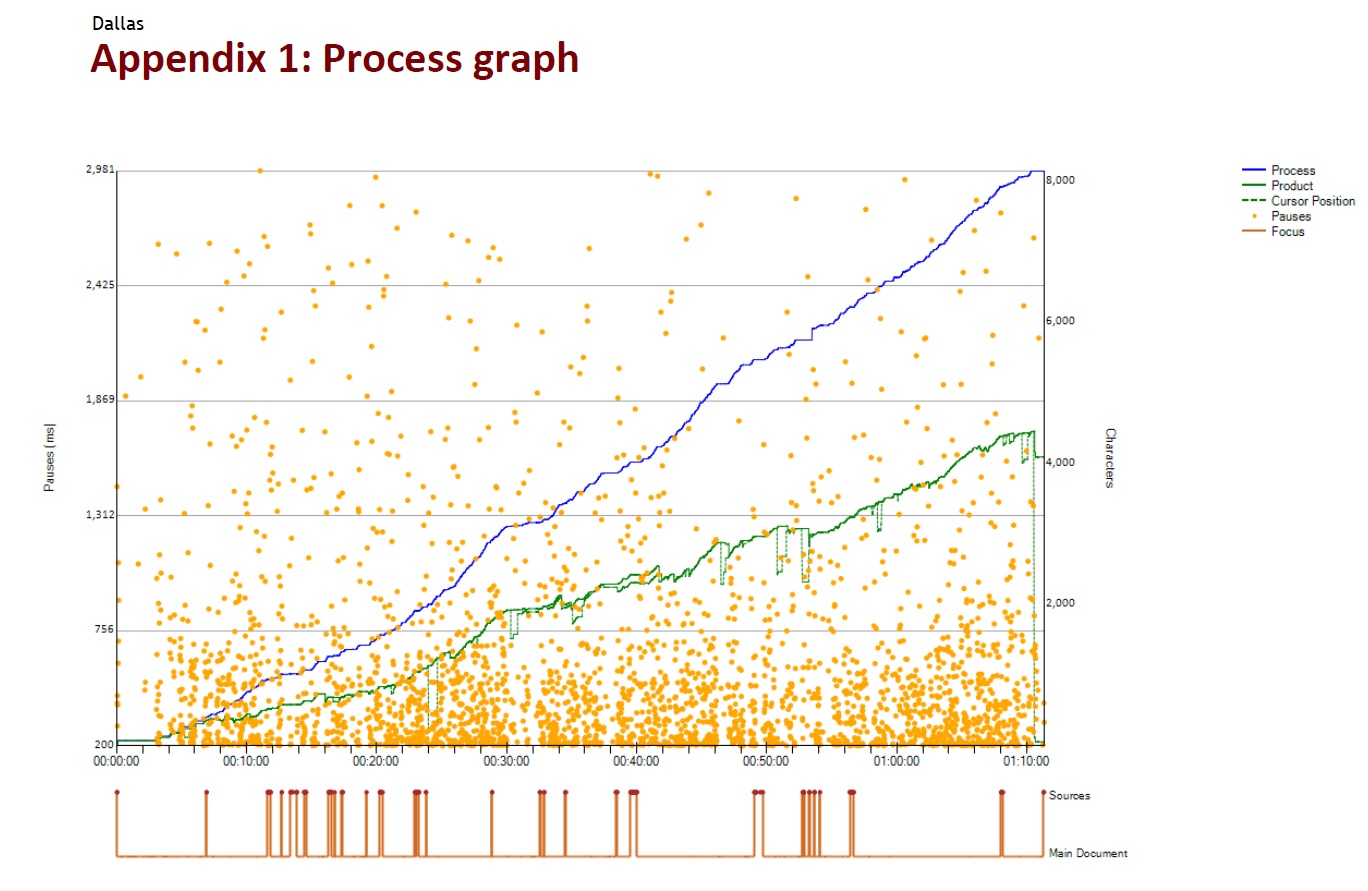 Dallas
Appendix 1: Process graph
2,981
2,425
1,869
1,312
756
200
Pauses (ms)
8,000
6,000
4,000
2,000
Characters
Process
Product
Cursor Position
Pauses
Focus
00:00:00 00:10:00 00:20:00 00:30:00 00:40:00 00:50:00 01:00:00 01:10:00
Sources
Main Document